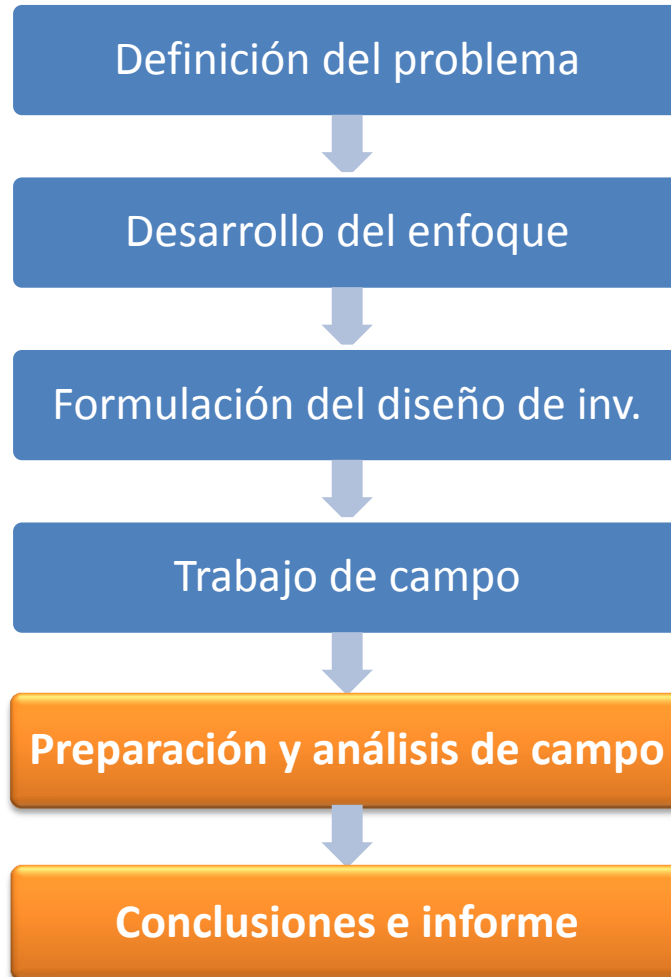 Definición del problema
Desarrollo del enfoque
Formulación del diseño de inv.
Trabajo de campo
Preparación y análisis de campo
Conclusiones e informe